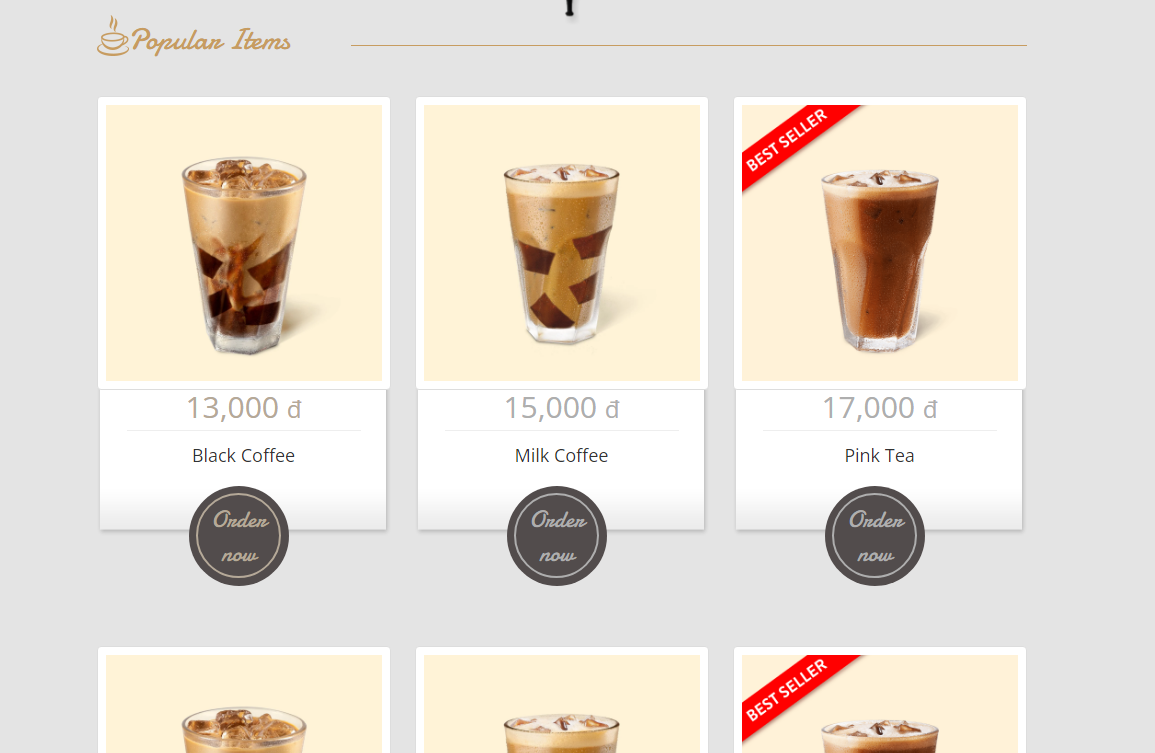 Popular Items
BEST SELLER
13,000 đ
15,000 đ
17,000 đ
Black Coffee
Milk Coffee
Pink Tea
Order
now
Order
now
Order
now
BEST SELLER